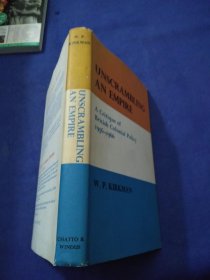 W. P.
KIRKMAN
UNSCRAMBLING
AN EMPIRE
CHATTO &
WINDUS
UNSCRAMBLING
AN EMPIRE
A Critique of
British Colonial Policy
1956-1966
W. P. KIRKMAN